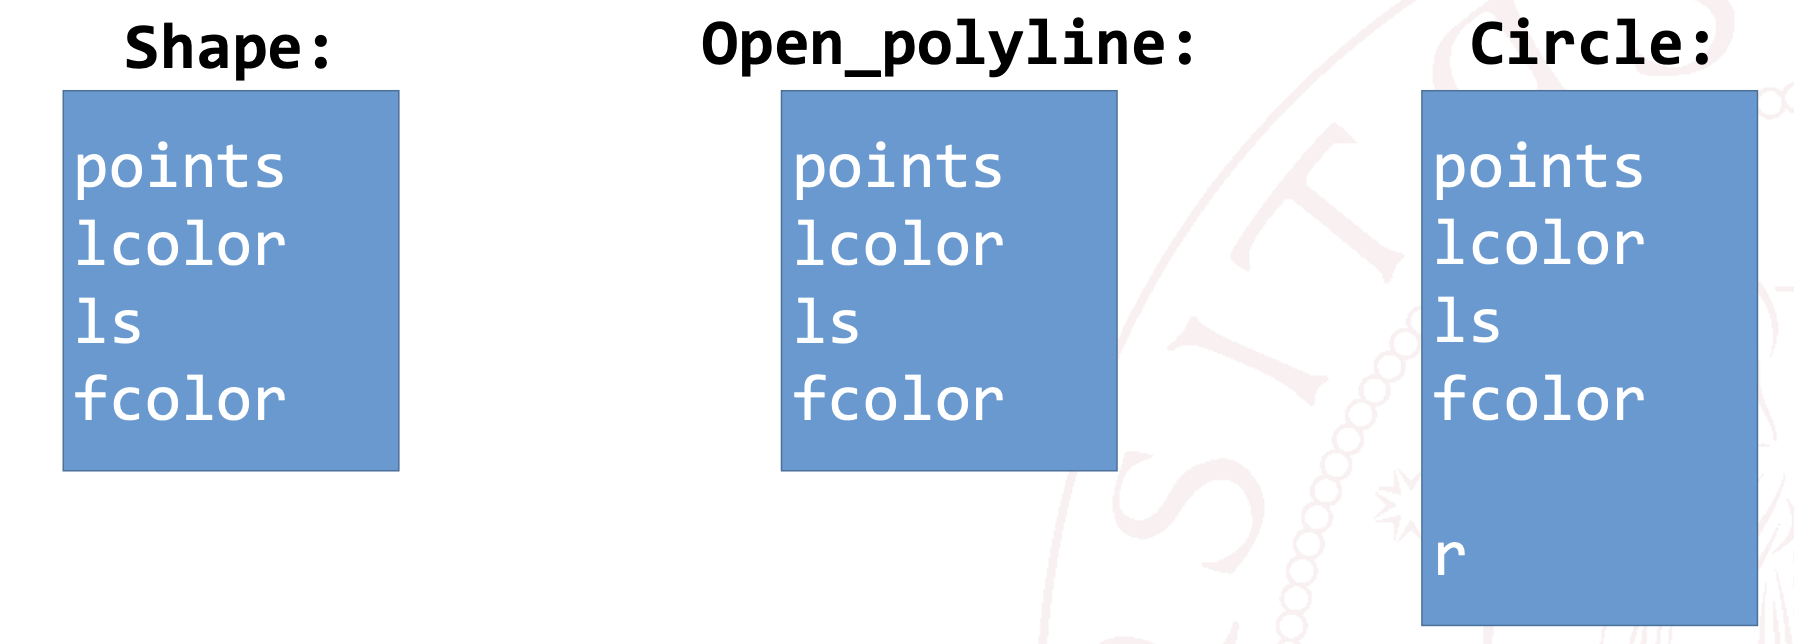 Shape:
points
lcolor
ls
fcolor
Open_polyline:
points
lcolor
ls
fcolor
Circle:
points
lcolor
ls
fcolor
r